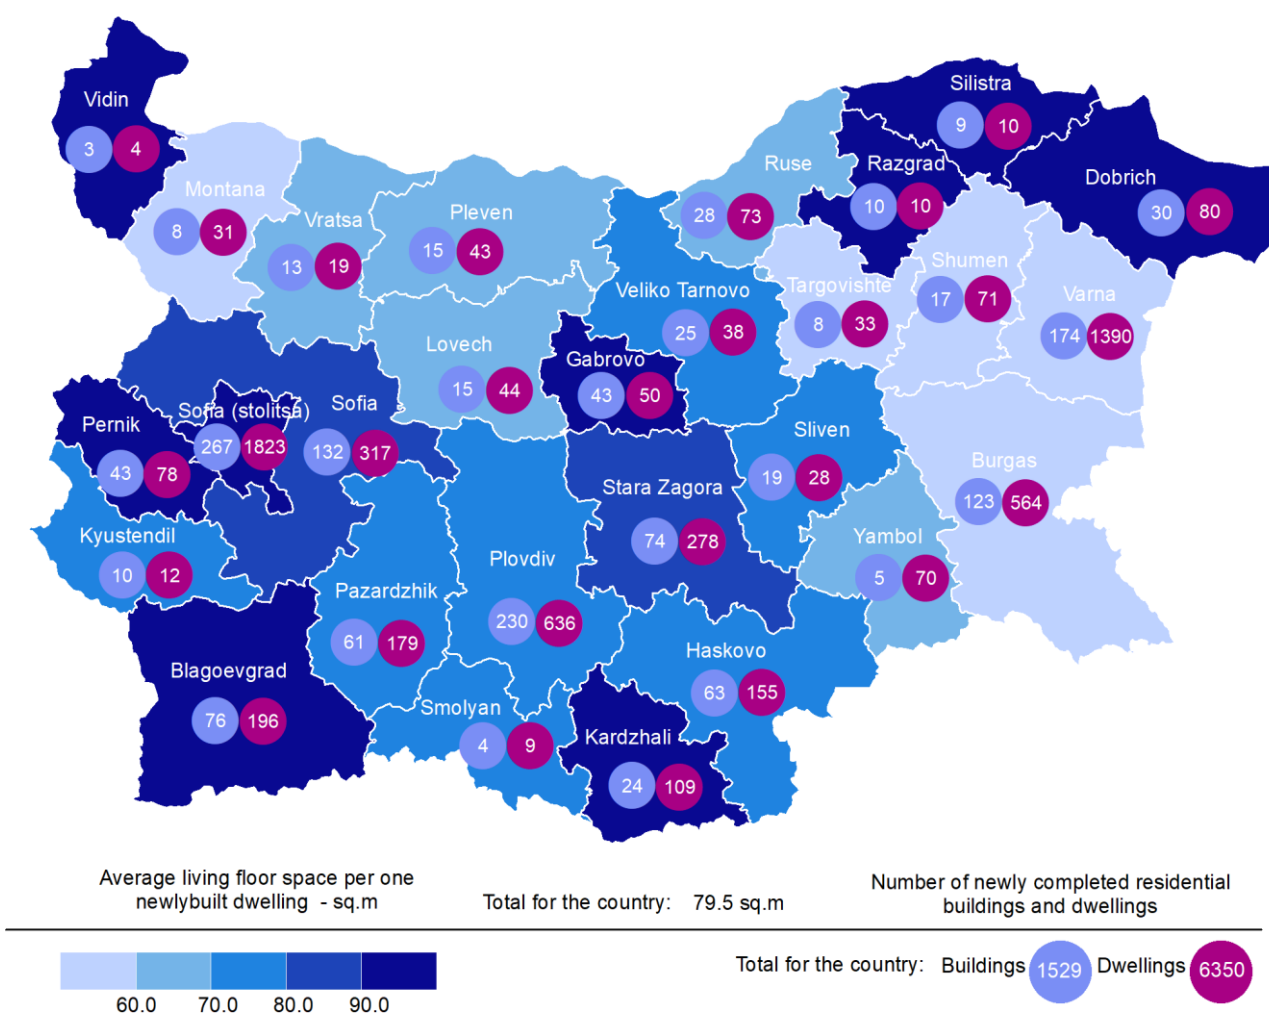 Vidin
3 4
Montana
8 31
Vratsa
13 19
Pleven
15 43
Lovech
15 44
Veliko Tarnovo
25 38
Gabrovo
43 50
Ruse
28 73
Razgrad
10 10
Silistra
9 10
Dobrich
30 80
Targovishte
8 33
Shumen
17 71
Varna
174 1390
Sofia (stolitsa)
267 1823
Sofia
132 317
Pernik
43 78
Kyustendil
10 12
Blagoevgrad
76 196
Pazardzhik
61 179
Plovdiv
230 636
Smolyan
4 9
Stara Zagora
74 278
Sliven
19 28
Yambol
5 70
Burgas
123 564
Haskovo
63 155
Kardzhali
24 109
Average living floor space per one
newlybuilt dwelling - sq.m
Total for the country: 79.5 sq.m
Number of newly completed residential
buildings and dwellings
60.0 70.0 80.0 90.0
Total for the country: Buildings 1529 Dwellings 6350